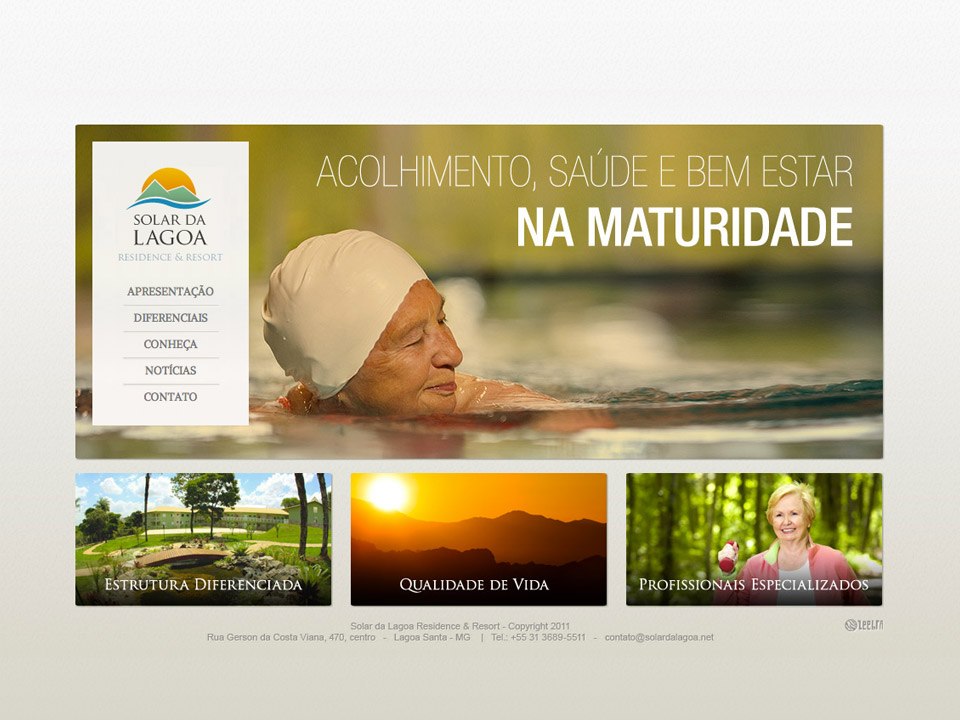 ACOLHIMENTO, SAÚDE E BEM ESTAR
NA MATURIDADE
SOLAR DA
LAGOA
RESIDENCE & RESORT
APRESENTAÇÃO
DIFERENCIAIS
CONHEÇA
NOTÍCIAS
CONTATO
ESTRUTURA DIFERENCIADA
QUALIDADE DE VIDA
PROFISSIONAIS ESPECIALIZADOS
Solar da Lagoa Residence & Resort - Copyright 2011
Rua Gerson da Costa Viana, 470, centro - Lagoa Santa - MG | Tel.: +55 31 3689-5511 - contato@solardalagoa.net